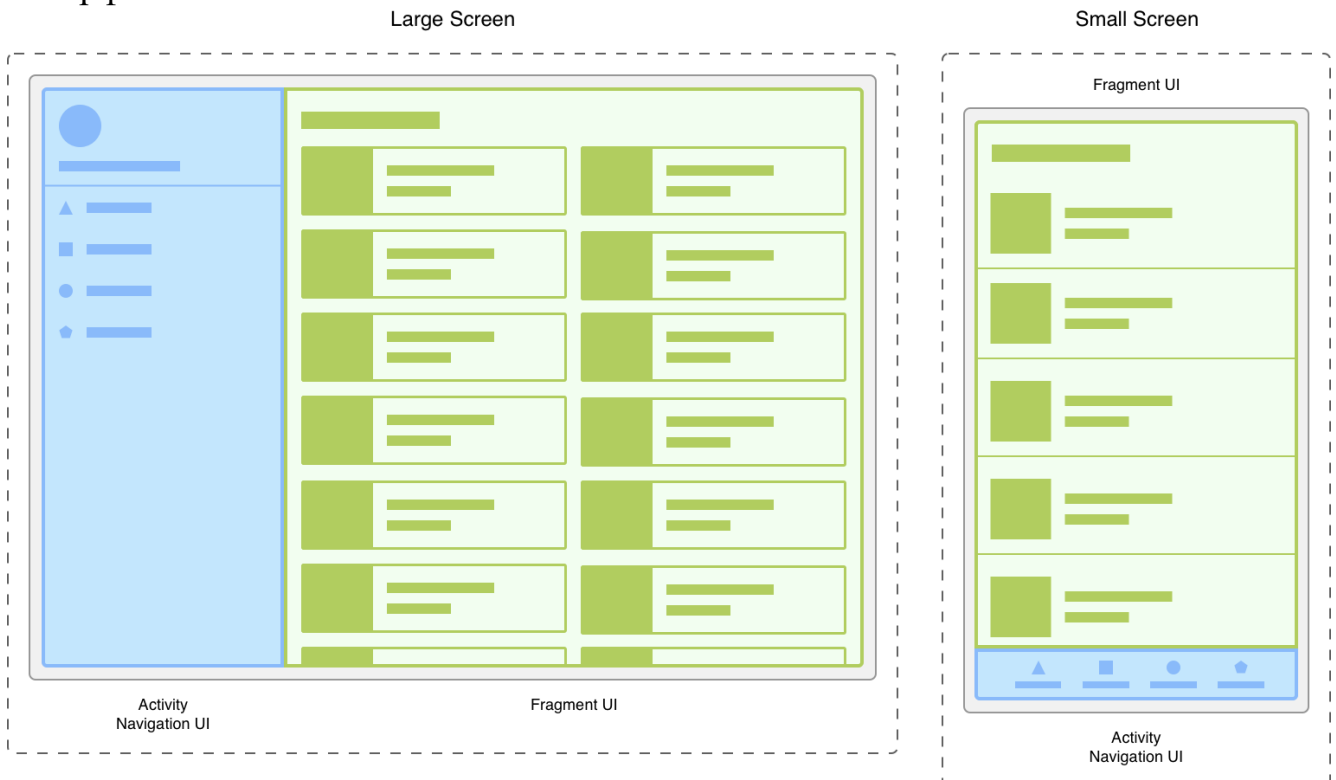 Large Screen
Small Screen
Fragment UI
Activity
Navigation UI
Fragment UI
Activity
Navigation UI